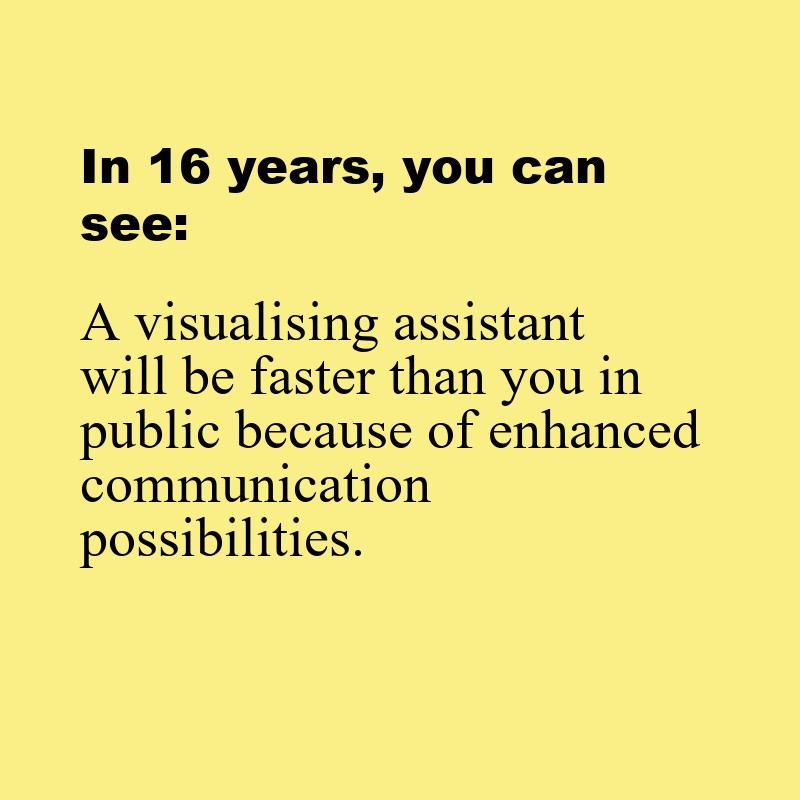 In 16 years, you can
see:
A visualising assistant
will be faster than you in
public because of enhanced
communication
possibilities.